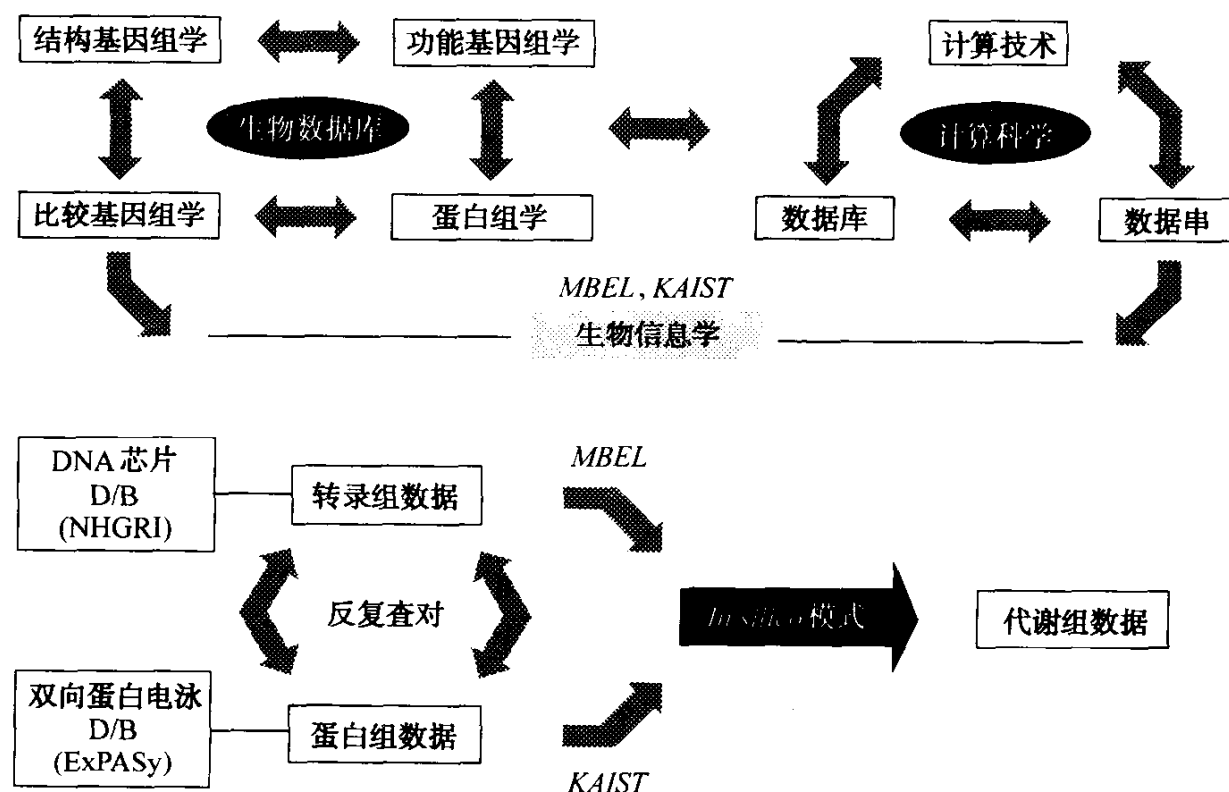 结构基因组学
功能基因组学
计算技术
生物数据库
计算科学
比较基因组学
蛋白组学
数据库
数据串
MBEL, KAIST
生物信息学
DNA 芯片
D/B
(NHGRI)
转录组数据
MBEL
反复查对
In silico 模式
代谢组数据
双向蛋白电泳
D/B
(ExPASy)
蛋白组数据
KAIST